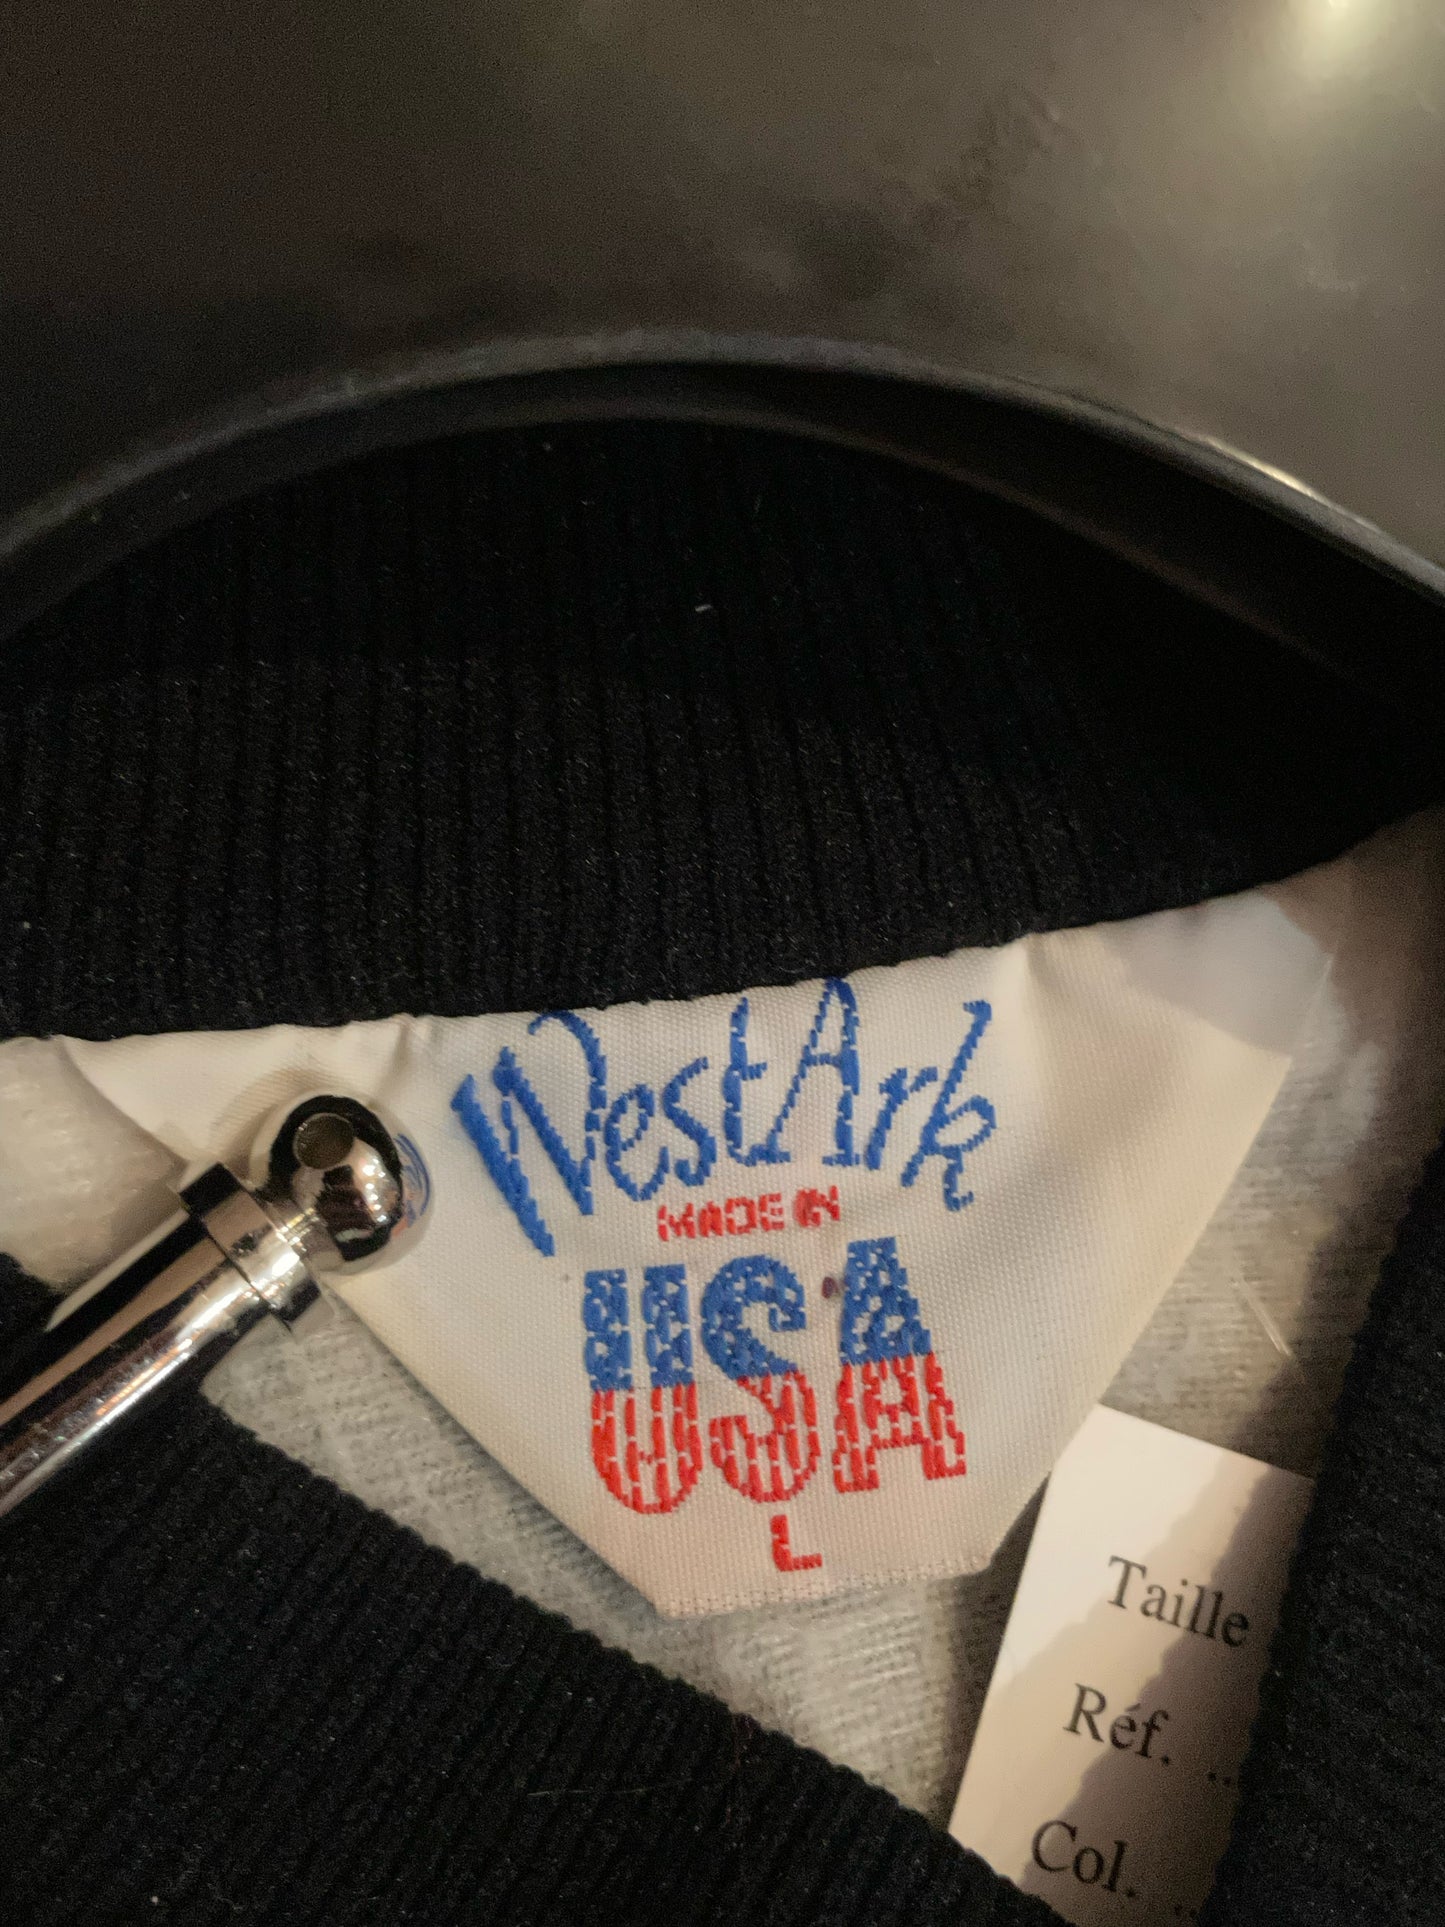 WestArk
MADE IN
USA
L
Taille
Réf. ...
Col. ...